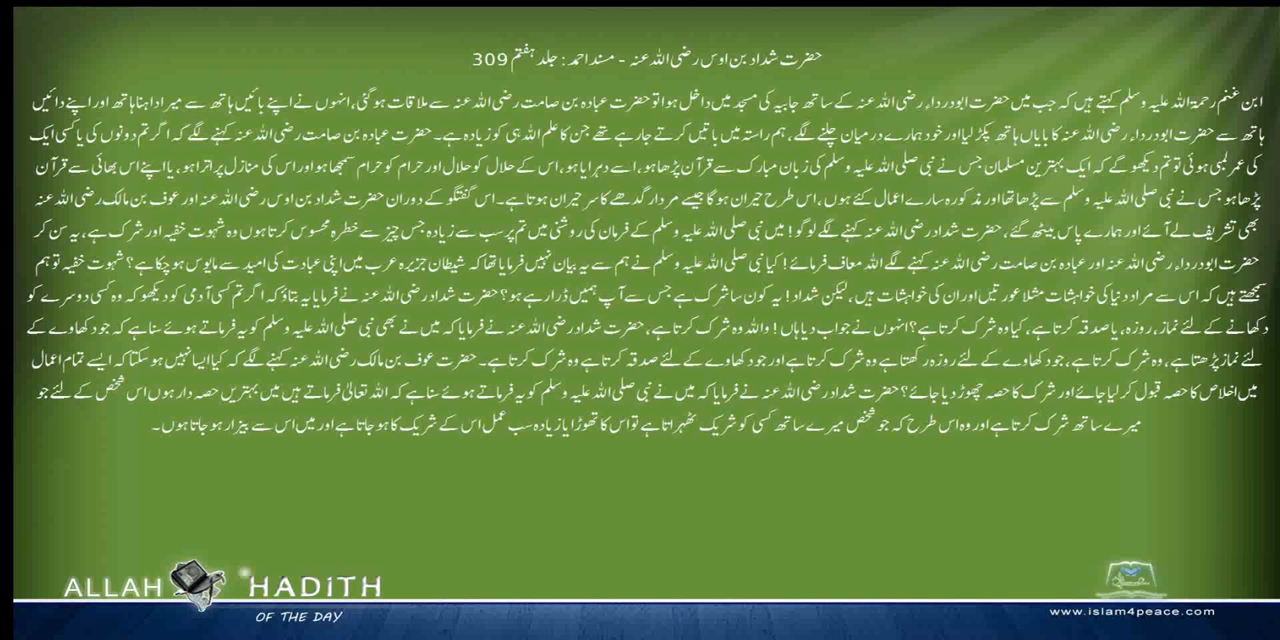 حضرت شداد بن اوس رضی اللہ عنہ - مسند احمد : جلد ہفتم 309
ابن غنم رحمۃ اللہ علیہ وسلم کہتے ہیں کہ جب میں حضرت ابودرداء رضی اللہ عنہ کے ساتھ جابیہ کی مسجد میں داخل ہوا تو حضرت عبادہ بن صامت رضی اللہ عنہ سے ملاقات ہوگئی، انہوں نے اپنے بائیں ہاتھ سے میرا داہنا ہاتھ اور اپنے دائیں
ہاتھ سے حضرت ابودرداء رضی اللہ عنہ کا بایاں ہاتھ پکڑ لیا اور خود ہمارے درمیان چلنے لگے، ہم راستہ میں باتیں کرتے جارہے تھے جن کا علم اللہ ہی کو زیادہ ہے۔ حضرت عبادہ بن صامت رضی اللہ عنہ کہنے لگے کہ اگر تم دونوں کی یا کسی ایک
کی عمر لمبی ہوئی تو تم دیکھو گے کہ ایک بہترین مسلمان جس نے نبی صلی اللہ علیہ وسلم کی زبان مبارک سے قرآن پڑھا ہو، اسے دہرایا ہو، اس کے حلال کو حلال اور حرام کو حرام سمجھا ہو اور اس کی منازل پر اترا ہو، یا اپنے اس بھائی سے قرآن
پڑھا ہو جس نے نبی صلی اللہ علیہ وسلم سے پڑھا تھا اور مذکورہ سارے اعمال کئے ہوں، اس طرح حیران ہوگا جیسے مردار گدھے کا سر حیران ہوتا ہے۔ اس گفتگو کے دوران حضرت شداد بن اوس رضی اللہ عنہ اور عوف بن مالک رضی اللہ عنہ
بھی تشریف لے آئے اور ہمارے پاس بیٹھ گئے، حضرت شداد رضی اللہ عنہ کہنے لگے لوگو! میں نبی صلی اللہ علیہ وسلم کے فرمان کی روشنی میں تم پر سب سے زیادہ جس چیز سے خطرہ محسوس کرتا ہوں وہ شہوت خفیہ اور شرک ہے، یہ سن کر
حضرت ابودرداء رضی اللہ عنہ اور عبادہ بن صامت رضی اللہ عنہ کہنے لگے اللہ معاف فرمائے! کیا نبی صلی اللہ علیہ وسلم نے ہم سے یہ بیان نہیں فرمایا تھا کہ شیطان جزیرہ عرب میں اپنی عبادت کی امید سے مایوس ہوچکا ہے؟ شہوت خفیہ تو ہم
سمجھتے ہیں کہ اس سے مراد دنیا کی خواہشات مثلا عورتیں اور ان کی خواہشات ہیں، لیکن شداد! یہ کون سا شرک ہے جس سے آپ ہمیں ڈرا رہے ہو؟ حضرت شداد رضی اللہ عنہ نے فرمایا یہ بتاؤ کہ اگر تم کسی آدمی کو دیکھو کہ وہ کسی دوسرے کو
دکھانے کے لئے نماز، روزہ، یا صدقہ کرتا ہے، کیا وہ شرک کرتا ہے؟ انہوں نے جواب دیا ہاں! واللہ وہ شرک کرتا ہے، حضرت شداد رضی اللہ عنہ نے فرمایا کہ میں نے بھی نبی صلی اللہ علیہ وسلم کو یہ فرماتے ہوئے سنا ہے کہ جو دکھاوے کے
لئے نماز پڑھتا ہے، وہ شرک کرتا ہے، جو دکھاوے کے لئے روزہ رکھتا ہے وہ شرک کرتا ہے اور جو دکھاوے کے لئے صدقہ کرتا ہے وہ شرک کرتا ہے۔ حضرت عوف بن مالک رضی اللہ عنہ کہنے لگے کہ کیا ایسا نہیں ہوسکتا کہ ایسے تمام اعمال
میں اخلاص کا حصہ قبول کرلیا جائے اور شرک کا حصہ چھوڑ دیا جائے؟ حضرت شداد رضی اللہ عنہ نے فرمایا کہ میں نے نبی صلی اللہ علیہ وسلم کو یہ فرماتے ہوئے سنا ہے کہ اللہ تعالیٰ فرماتے ہیں میں بہترین حصہ دار ہوں اس شخص کے لئے جو
میرے ساتھ شرک کرتا ہے اور وہ اس طرح کہ جو شخص میرے ساتھ کسی کو شریک ٹھہراتا ہے تو اس کا تھوڑا یا زیادہ سب عمل اس کے شریک کا ہوجاتا ہے اور میں اس سے بیزار ہوجاتا ہوں۔
ALLAH HADITH
OF THE DAY
www.islam4peace.com